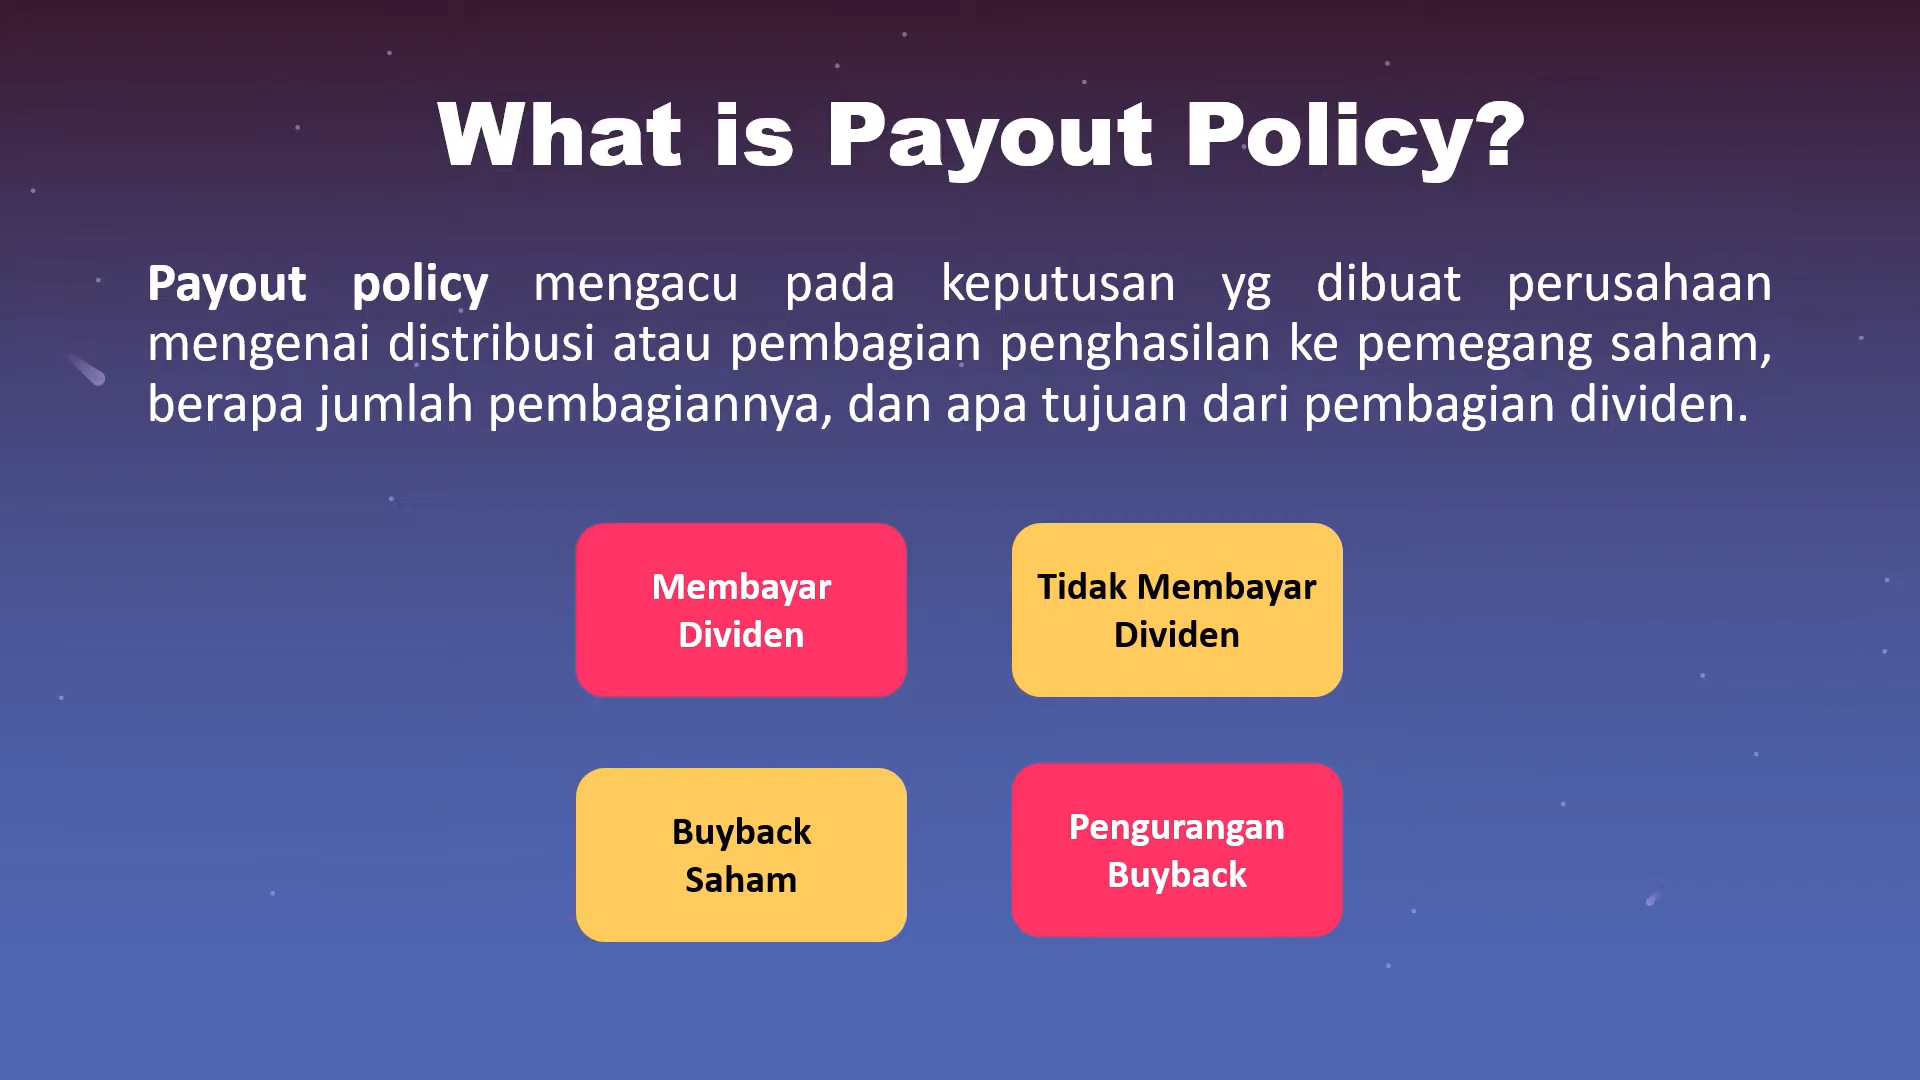 What is Payout Policy?
Payout policy mengacu pada keputusan yg dibuat perusahaan
mengenai distribusi atau pembagian penghasilan ke pemegang saham,
berapa jumlah pembagiannya, dan apa tujuan dari pembagian dividen.
Membayar
Dividen
Tidak Membayar
Dividen
Buyback
Saham
Pengurangan
Buyback